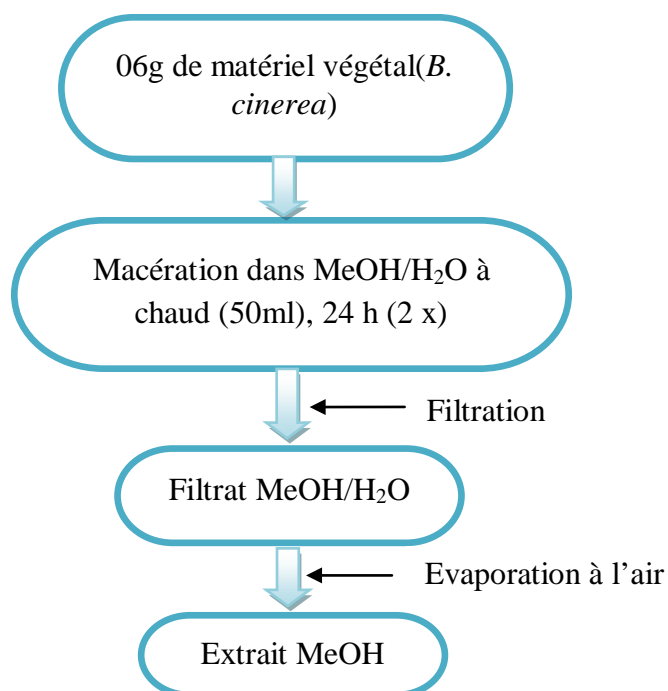 06g de matériel végétal(B.
cinerea)
Macération dans MeOH/H₂O à
chaud (50ml), 24 h (2 x)
Filtration
Filtrat MeOH/H₂O
Evaporation à l’air
Extrait MeOH